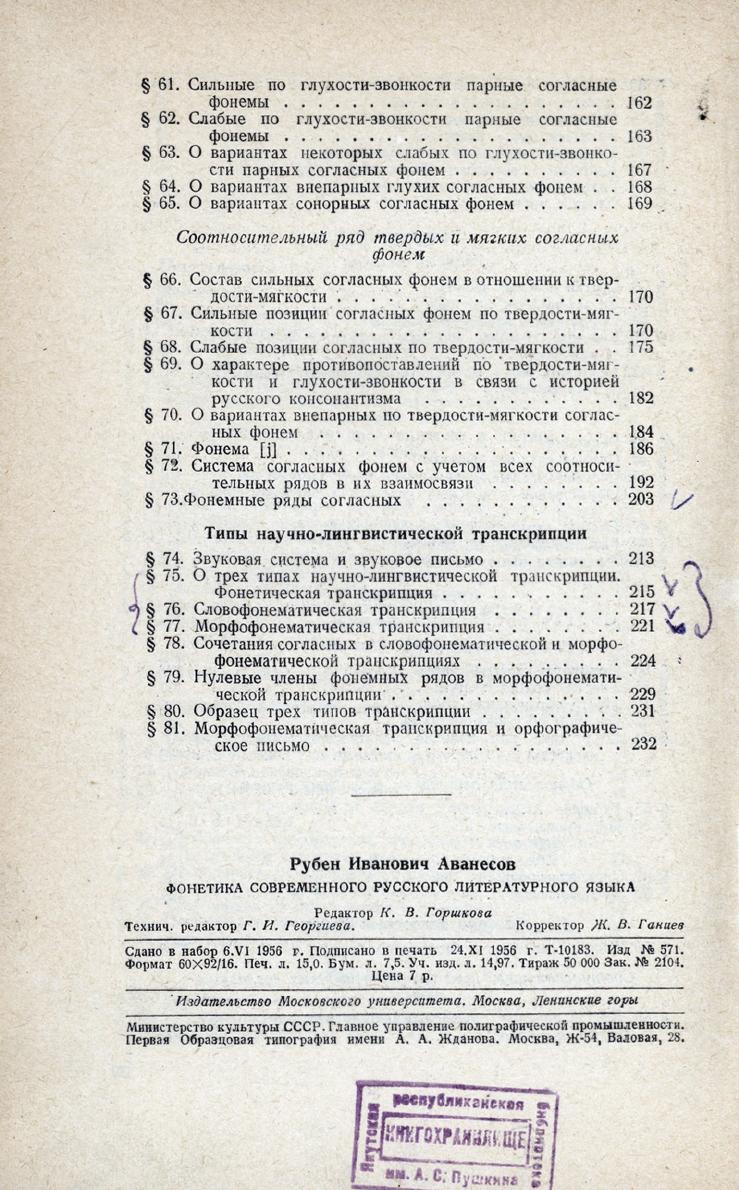 § 61. Сильные по глухости-звонкости парные согласные
фонемы . . . . . . . . . . . . . . . . . . . . 162
§ 62. Слабые по глухости-звонкости парные согласные
фонемы . . . . . . . . . . . . . . . . . . . . 163
§ 63. О вариантах некоторых слабых по глухости-звонко-
сти парных согласных фонем . . . . . . . . . . 167
§ 64. О вариантах внепарных глухих согласных фонем . . 168
§ 65. О вариантах сонорных согласных фонем . . . . . . 169
Соотносительный ряд твердых и мягких согласных
фонем
§ 66. Состав сильных согласных фонем в отношении к твер-
дости-мягкости . . . . . . . . . . . . . . . . . 170
§ 67. Сильные позиции согласных фонем по твердости-мяг-
кости . . . . . . . . . . . . . . . . . . . . . 170
§ 68. Слабые позиции согласных по твердости-мягкости . . 175
§ 69. О характере противопоставлений по твердости-мяг-
кости и глухости-звонкости в связи с историей
русского консонантизма . . . . . . . . . . . . 182
§ 70. О вариантах внепарных по твердости-мягкости соглас-
ных фонем . . . . . . . . . . . . . . . . . . 184
§ 71. Фонема [j] . . . . . . . . . . . . . . . . . . . 186
§ 72. Система согласных фонем с учетом всех соотноси-
тельных рядов в их взаимосвязи . . . . . . . . 192
§ 73.Фонемные ряды согласных . . . . . . . . . . . . 203
Типы научно-лингвистической транскрипции
§ 74. Звуковая система и звуковое письмо . . . . . . . . 213
§ 75. О трех типах научно-лингвистической транскрипции.
Фонетическая транскрипция . . . . . . . . . . . 215
§ 76. Словофонематическая транскрипция . . . . . . . . 217
§ 77. Морфофонематическая транскрипция . . . . . . . . 221
§ 78. Сочетания согласных в словофонематической и морфо-
фонематической транскрипциях . . . . . . . . . 224
§ 79. Нулевые члены фонемных рядов в морфофонемати-
ческой транскрипции . . . . . . . . . . . . . . 229
§ 80. Образец трех типов транскрипции . . . . . . . . . 231
§ 81. Морфофонематическая транскрипция и орфографиче-
ское письмо . . . . . . . . . . . . . . . . . . 232
Рубен Иванович Аванесов
ФОНЕТИКА СОВРЕМЕННОГО РУССКОГО ЛИТЕРАТУРНОГО ЯЗЫКА
Редактор К. В. Горшкова
Технич. редактор Г. И. Георгиева. Корректор Ж. В. Ганиев
Сдано в набор 6.VI 1956 г. Подписано в печать 24.XI 1956 г. Т-10183. Изд № 571.
Формат 60X92/16. Печ. л. 15,0. Бум. л. 7,5. Уч. изд. л. 14,97. Тираж 50 000 Зак. № 2104.
Цена 7 р.
Издательство Московского университета. Москва, Ленинские горы
Министерство культуры СССР. Главное управление полиграфической промышленности.
Первая Образцовая типография имени А. А. Жданова. Москва, Ж-54, Валовая, 28.
республиканская
Якутская
КНИГОХРАНИЛИЩЕ
библиотека
им. А. С. Пушкина